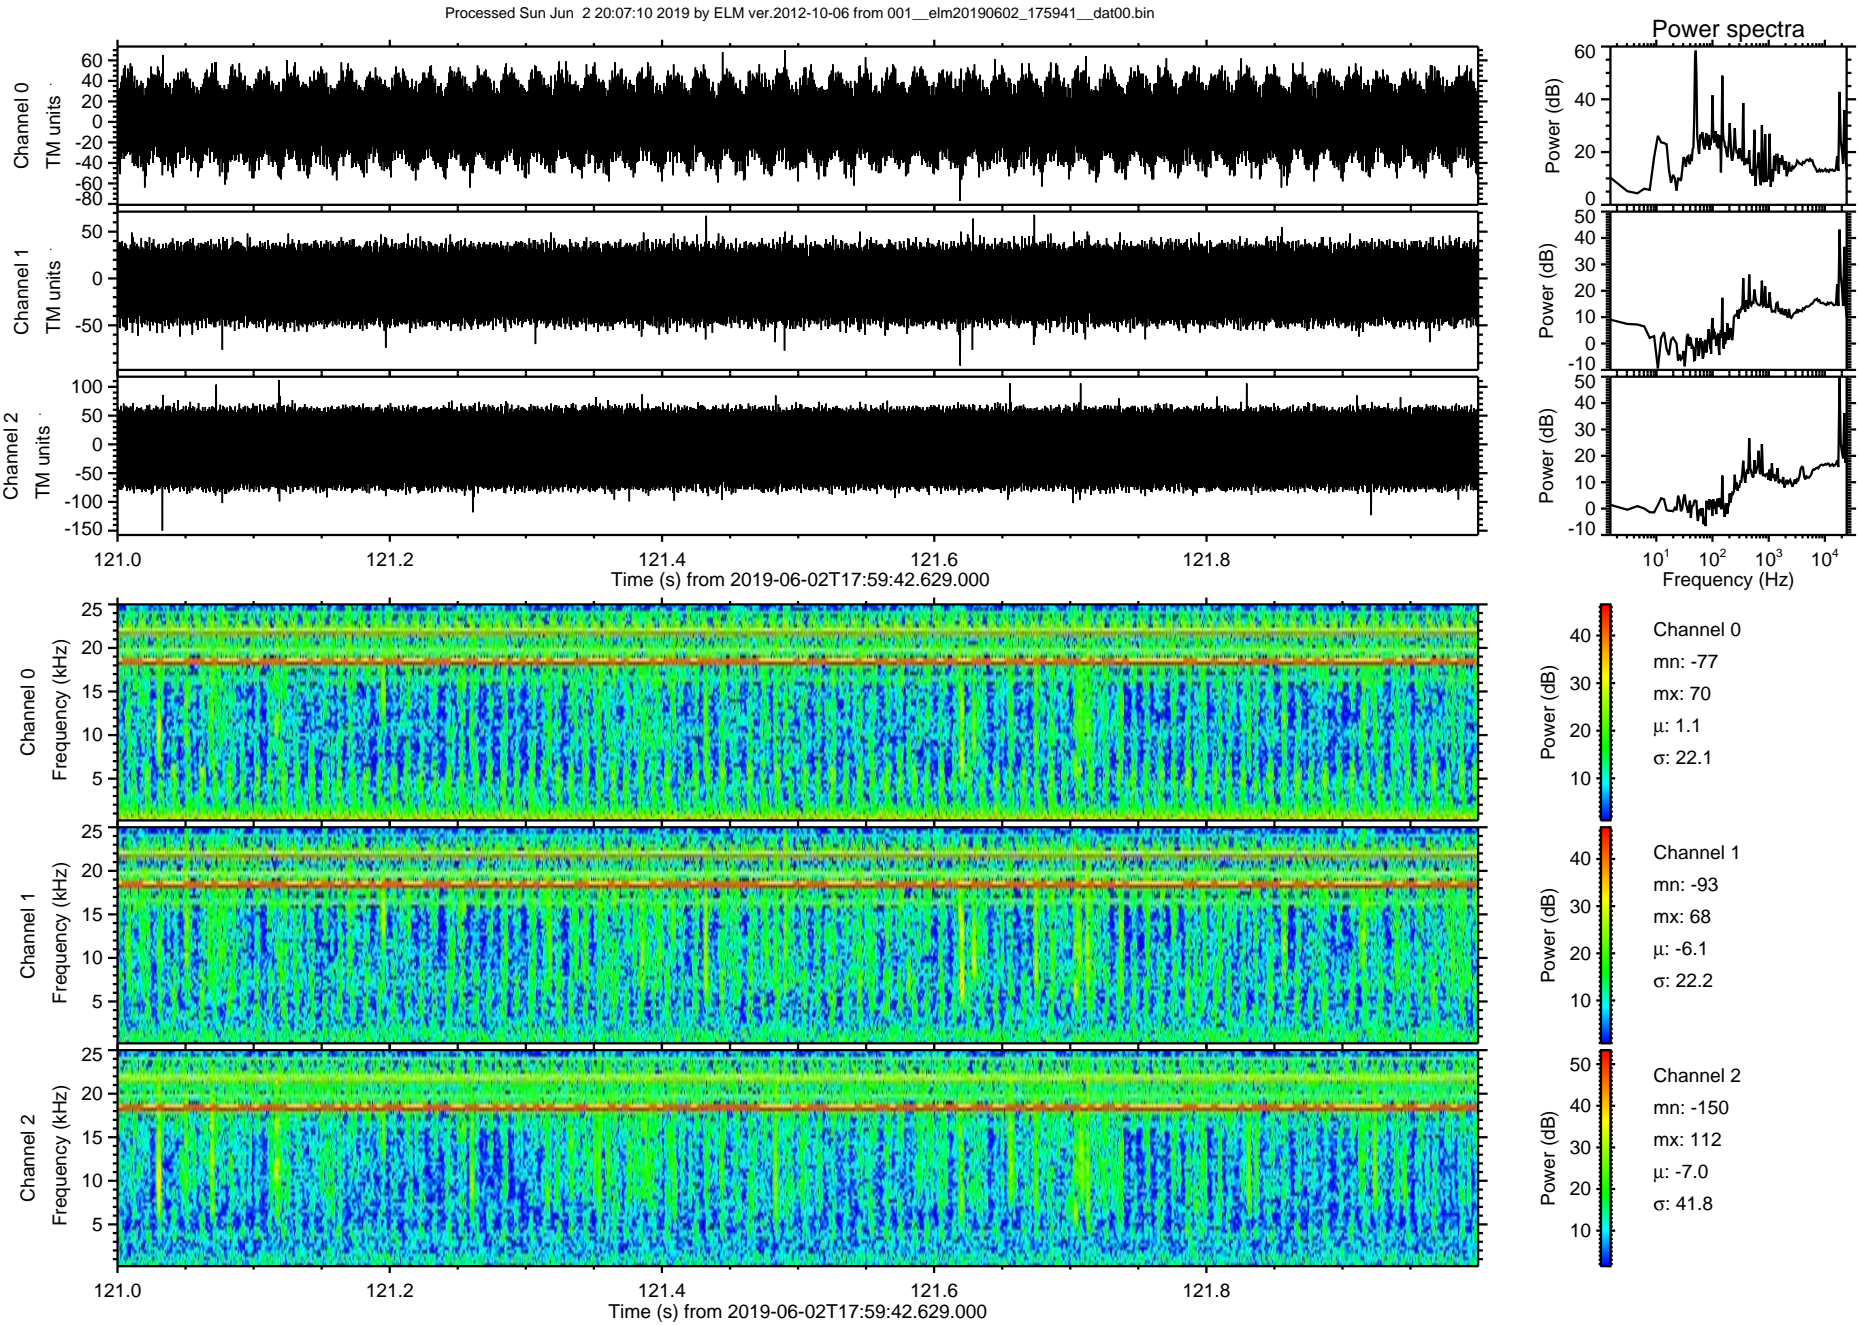 Processed Sun Jun  2 20:07:10 2019 by ELM ver.2012-10-06 from 001__elm20190602_175941__dat00.bin
Power spectra
Channel 0
TM units
60
40
20
0
-20
-40
-60
-80
Power (dB)
60
40
20
0
Channel 1
TM units
50
0
-50
Power (dB)
50
40
30
20
10
0
-10
Channel 2
TM units
100
50
0
-50
-100
-150
Power (dB)
50
40
30
20
10
0
-10
121.0 121.2 121.4 121.6 121.8
Time (s) from 2019-06-02T17:59:42.629.000
10^1 10^2 10^3 10^4
Frequency (Hz)
Channel 0
Frequency (kHz)
25
20
15
10
5
Power (dB)
40
30
20
10
Channel 0
mn: -77
mx: 70
μ: 1.1
σ: 22.1
Channel 1
Frequency (kHz)
25
20
15
10
5
Power (dB)
40
30
20
10
Channel 1
mn: -93
mx: 68
μ: -6.1
σ: 22.2
Channel 2
Frequency (kHz)
25
20
15
10
5
Power (dB)
50
40
30
20
10
Channel 2
mn: -150
mx: 112
μ: -7.0
σ: 41.8
121.0 121.2 121.4 121.6 121.8
Time (s) from 2019-06-02T17:59:42.629.000